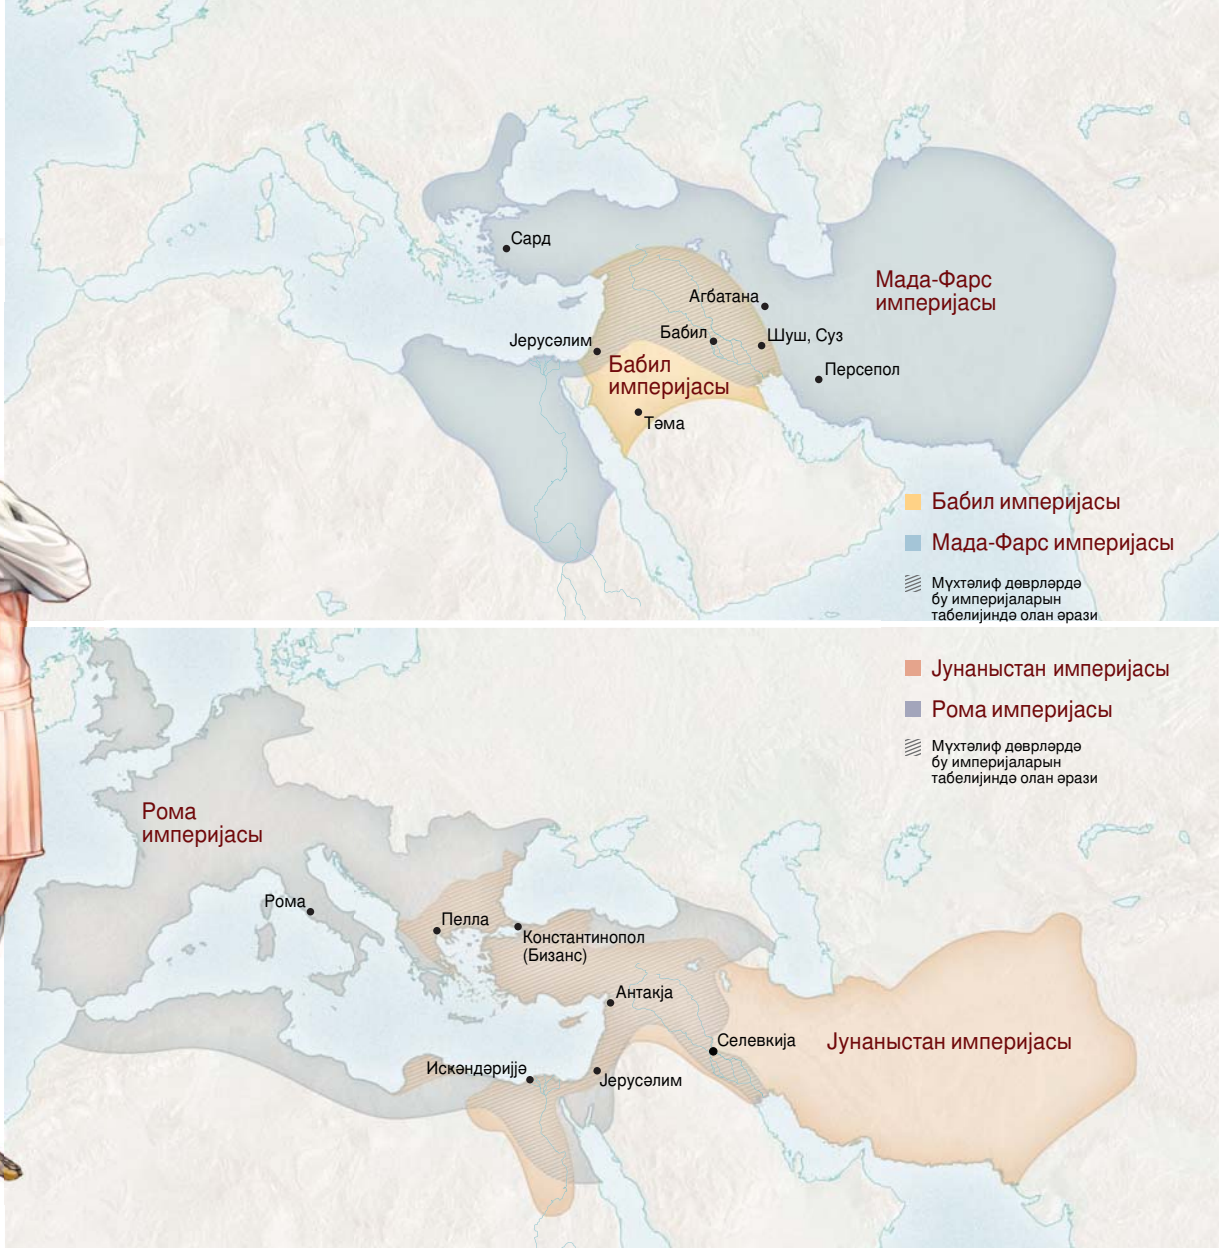 Сард
Мада-Фарс
империјасы
Агбатана
Бабил
Шуш, Суз
Јерусәлим
Персепол
Бабил
империјасы
Тәма
Бабил империјасы
Мада-Фарс империјасы
Мүхтәлиф дөврләрдә
бу империјаларын
табелијиндә олан әрази
Јунаныстан империјасы
Рома империјасы
Мүхтәлиф дөврләрдә
бу империјаларын
табелијиндә олан әрази
Рома
империјасы
Рома
Пелла
Константинопол
(Бизанс)
Антакја
Селевкија
Јунаныстан империјасы
Искәндәријјә
Јерусәлим